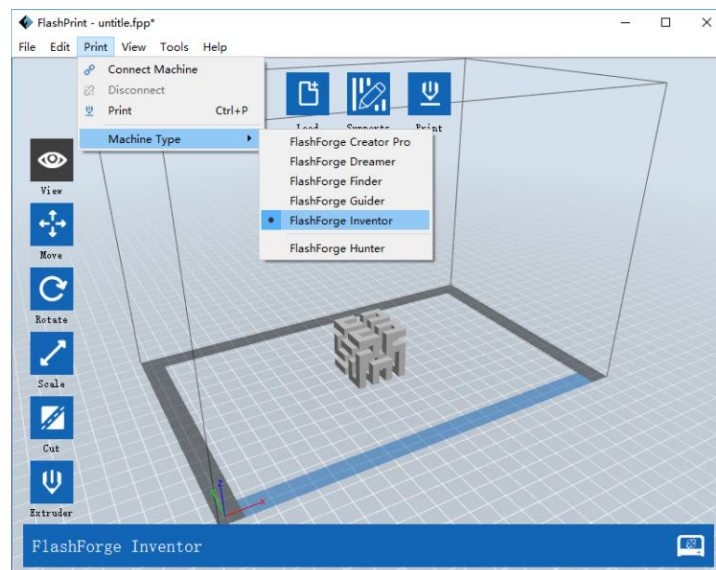 FlashPrint - untitle.fpp*
File Edit Print View Tools Help
Connect Machine
Disconnect
Print Ctrl+P
Machine Type
FlashForge Creator Pro
FlashForge Dreamer
FlashForge Finder
FlashForge Guider
FlashForge Inventor
FlashForge Hunter
Load Supports Print
View
Move
Rotate
Scale
Cut
Extruder
z
x
FlashForge Inventor